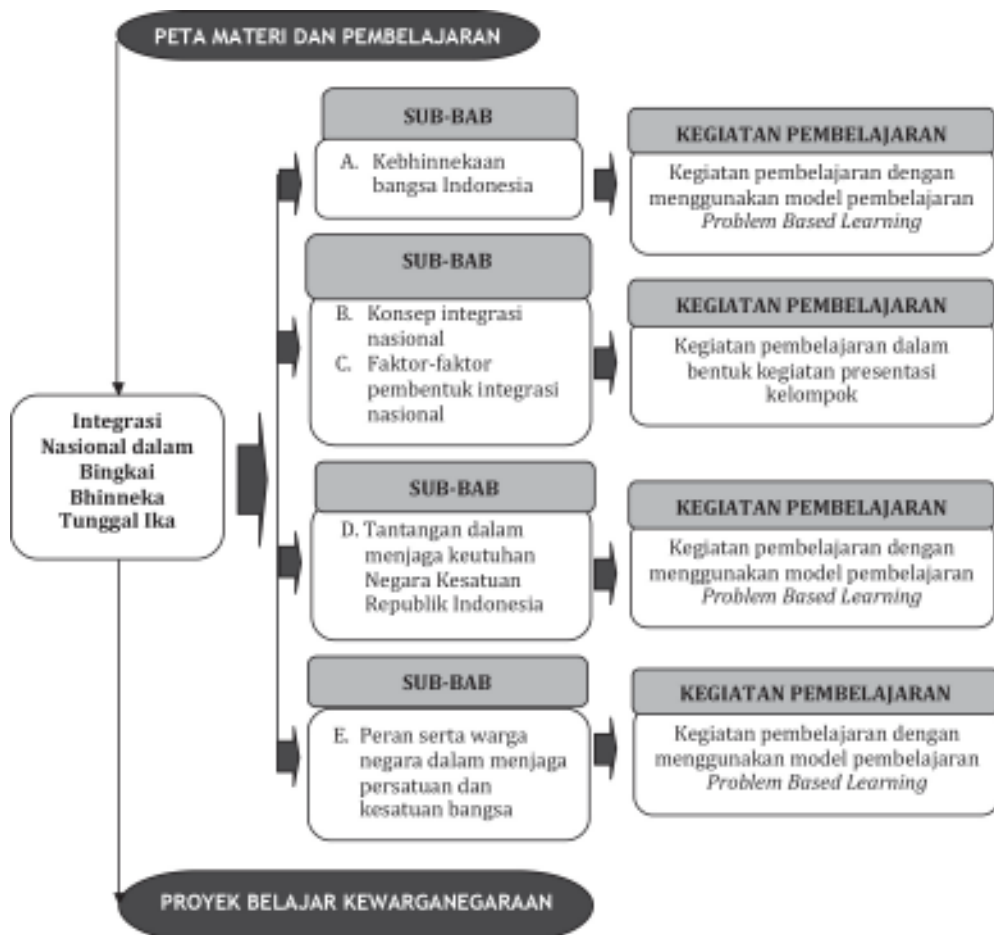 PETA MATERI DAN PEMBELAJARAN
Integrasi
Nasional dalam
Bingkai
Bhinneka
Tunggal Ika
SUB-BAB
A. Kebhinnekaan
bangsa Indonesia
KEGIATAN PEMBELAJARAN
Kegiatan pembelajaran dengan
menggunakan model pembelajaran
Problem Based Learning
SUB-BAB
B. Konsep integrasi
nasional
C. Faktor-faktor
pembentuk integrasi
nasional
KEGIATAN PEMBELAJARAN
Kegiatan pembelajaran dalam
bentuk kegiatan presentasi
kelompok
SUB-BAB
D. Tantangan dalam
menjaga keutuhan
Negara Kesatuan
Republik Indonesia
KEGIATAN PEMBELAJARAN
Kegiatan pembelajaran dengan
menggunakan model pembelajaran
Problem Based Learning
SUB-BAB
E. Peran serta warga
negara dalam menjaga
persatuan dan
kesatuan bangsa
KEGIATAN PEMBELAJARAN
Kegiatan pembelajaran dengan
menggunakan model pembelajaran
Problem Based Learning
PROYEK BELAJAR KEWARGANEGARAAN